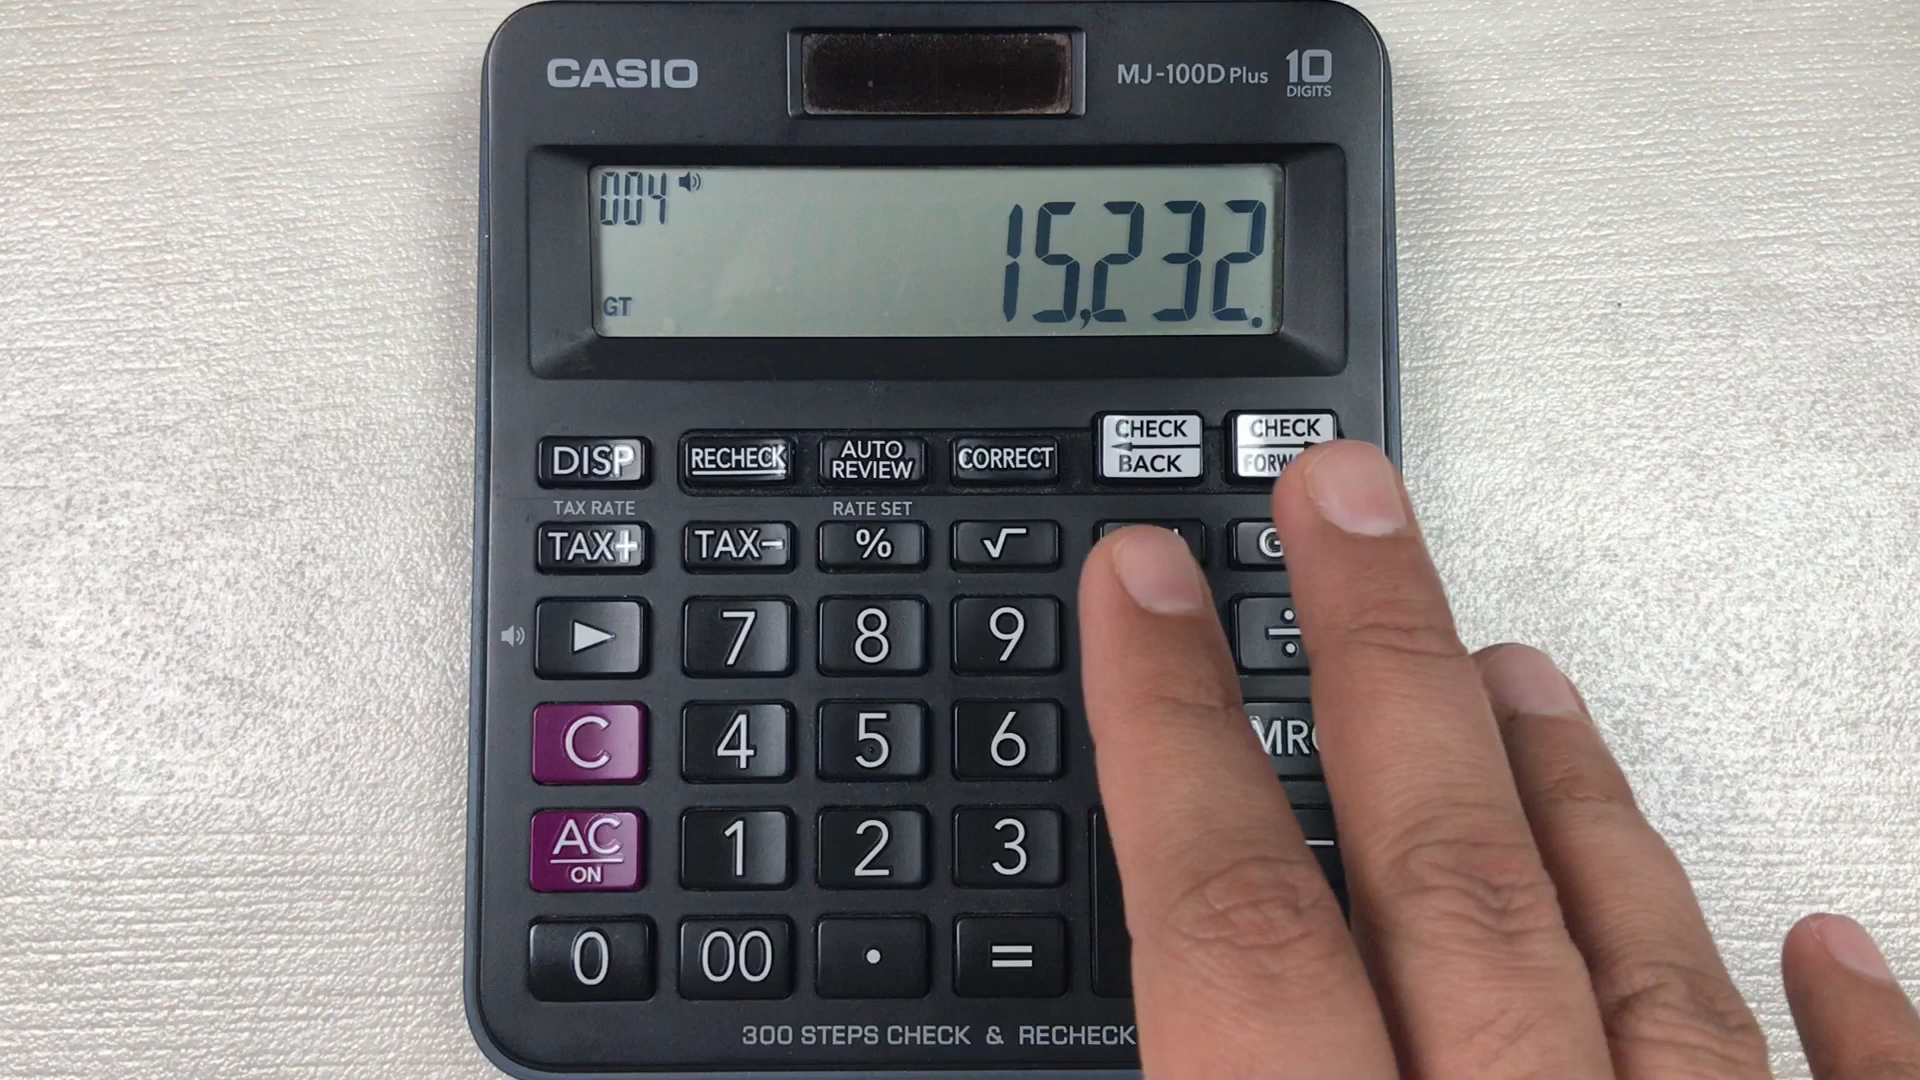 CASIO
MJ-100D Plus
10
DIGITS
004
15,232.
GT
DISP
RECHECK
AUTO
REVIEW
CORRECT
CHECK
BACK
CHECK
TAX RATE
RATE SET
TAX+
TAX-
%
√
7
8
9
÷
C
4
5
6
AC
ON
1
2
3
−
0
00
.
=
300 STEPS CHECK & RECHECK